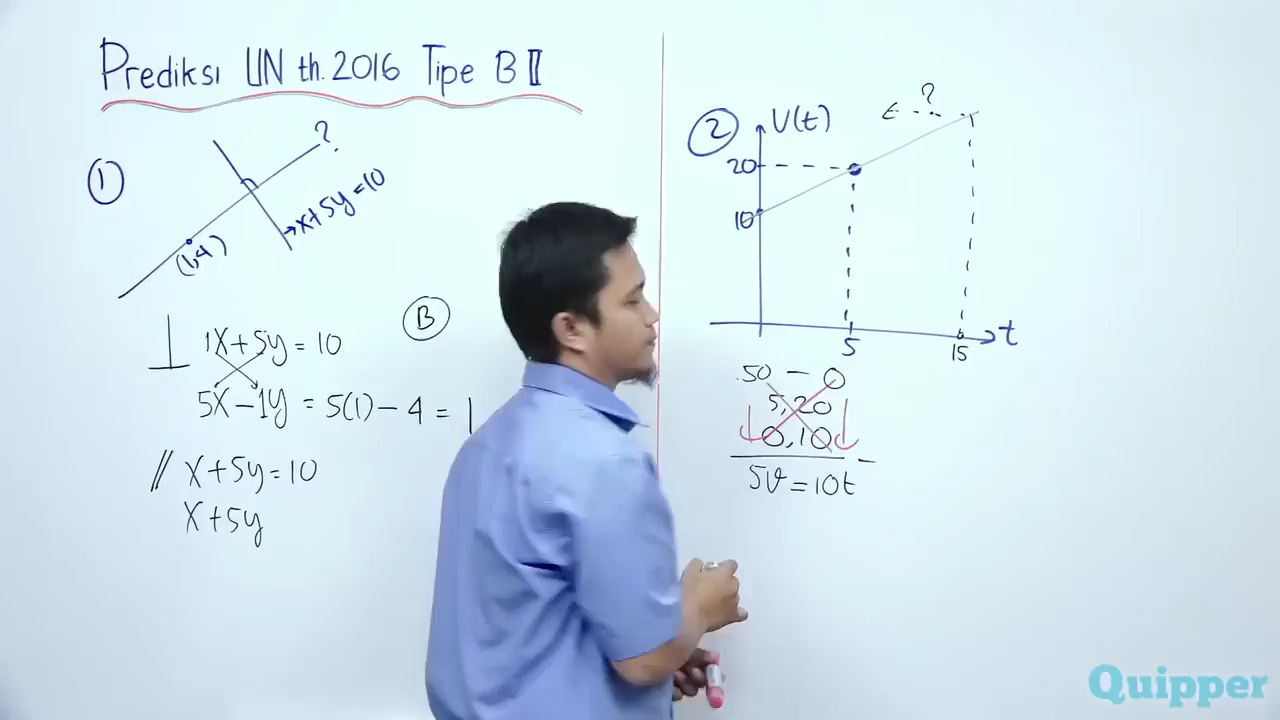 Prediksi UN th. 2016 Tipe B II
1
?
x+5y=10
(1,4)
B
⊥ 1x+5y = 10
5x-1y = 5(1) - 4 = 1
// x+5y=10
x+5y
2
V(t)
?
t
20
10
5
15
t
50 - 0
5,20
0,10
-
5v = 10t
Quipper